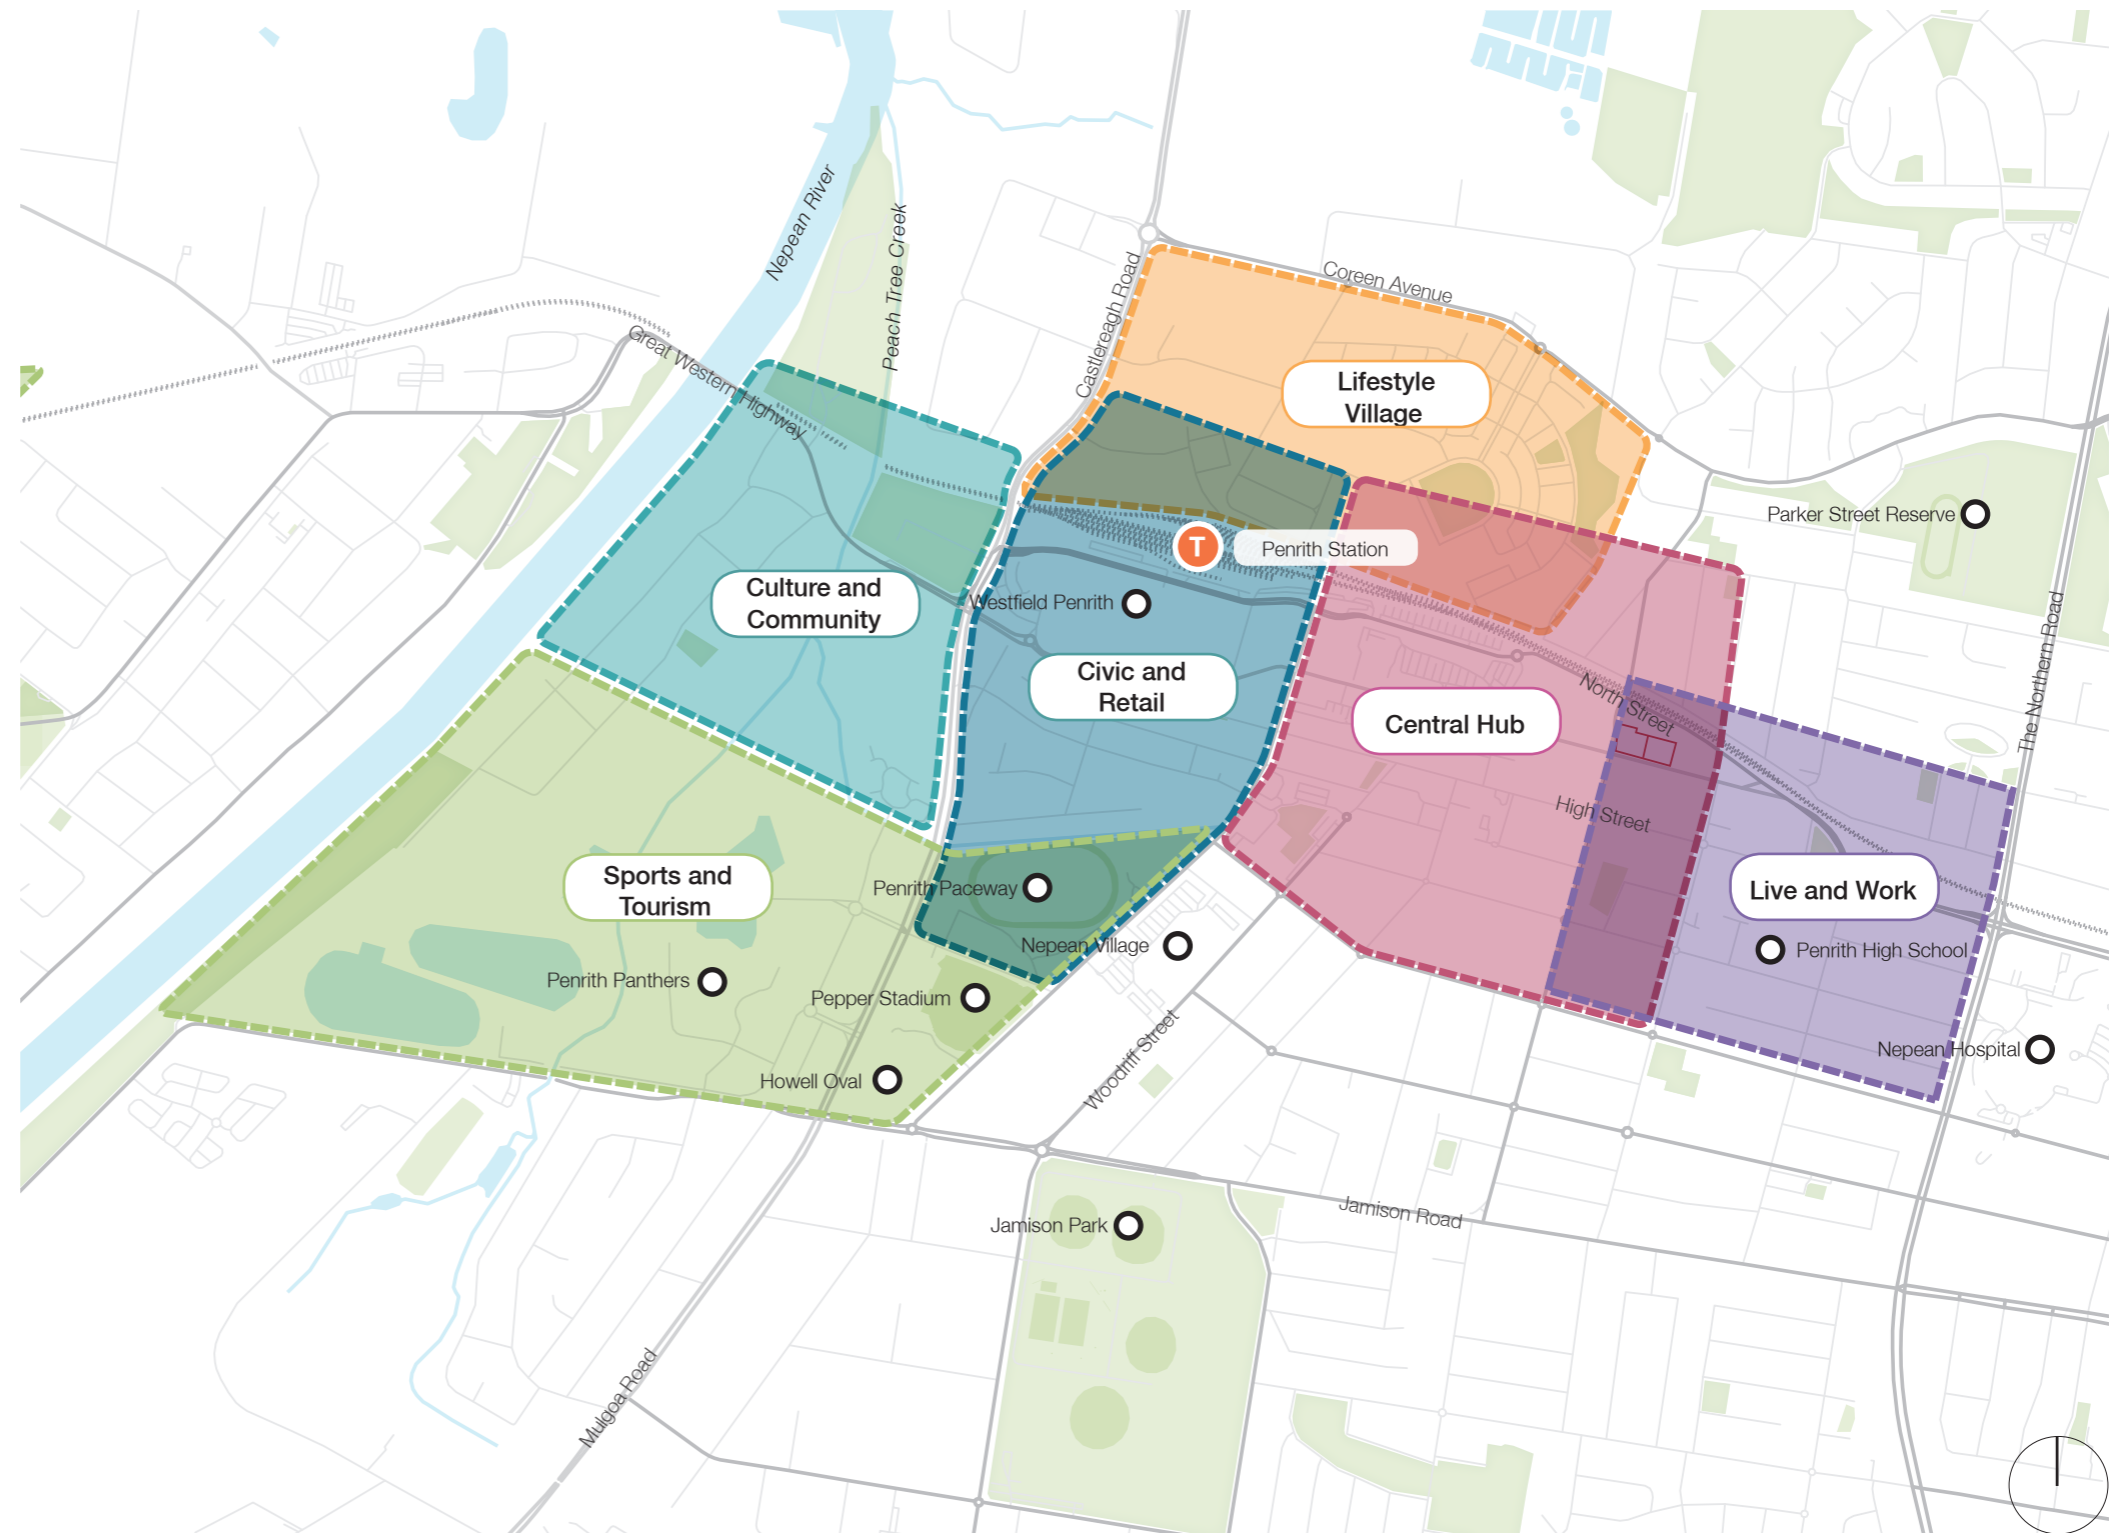 Nepean River
Peach Tree Creek
Castlereagh Road
Coreen Avenue
Great Western Highway
Lifestyle
Village
Parker Street Reserve
T
Penrith Station
Culture and
Community
Westfield Penrith
Civic and
Retail
Central Hub
North Street
The Northern Road
High Street
Sports and
Tourism
Penrith Paceway
Live and Work
Nepean Village
Penrith High School
Penrith Panthers
Pepper Stadium
Woodriff Street
Nepean Hospital
Howell Oval
Jamison Park
Jamison Road
Mulgoa Road